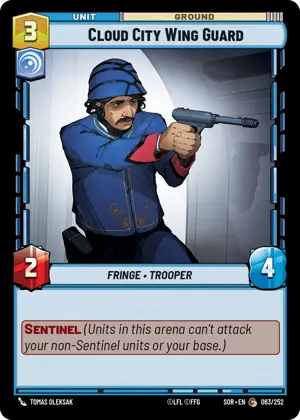 UNIT
GROUND
3
CLOUD CITY WING GUARD
2
4
FRINGE • TROOPER
SENTINEL (Units in this arena can't attack
your non-Sentinel units or your base.)
TOMAS OLEKSAK
©LFL ©FFG
SOR • EN
063/252